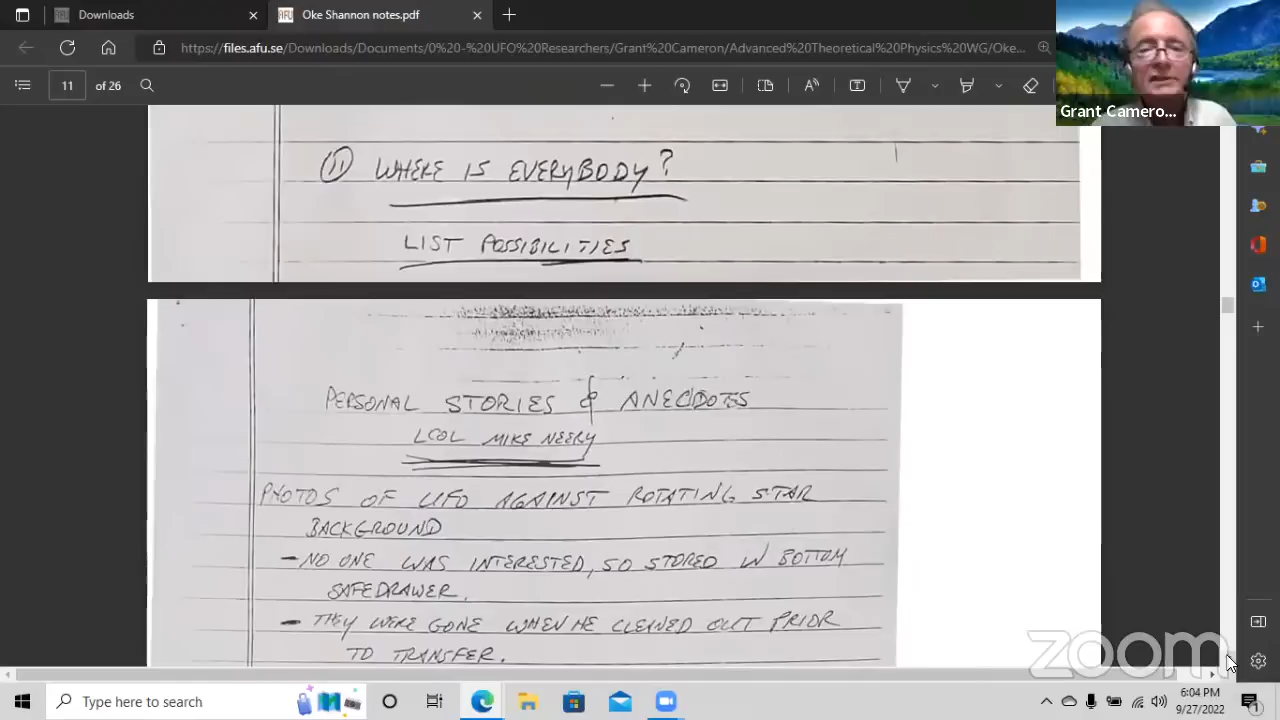 Downloads
Oke Shannon notes.pdf
https://files.afu.se/Downloads/Documents/0%20-%20UFO%20Researchers/Grant%20Cameron/Advanced%20Theoretical%20Physics%20WG/Oke...
11 of 26
Grant Camero...
11 WHERE IS EVERYBODY?
LIST POSSIBILITIES
PERSONAL STORIES & ANECDOTES
LCOL MIKE NEERY
PHOTOS OF UFO AGAINST ROTATING STAR
BACKGROUND
- NO ONE WAS INTERESTED, SO STORED IN BOTTOM
SAFEDRAWER.
- THEY WERE GONE WHEN HE CLEINED OUT PRIOR
TO TRANSFER.
zoom
Type here to search
6:04 PM
9/27/2022